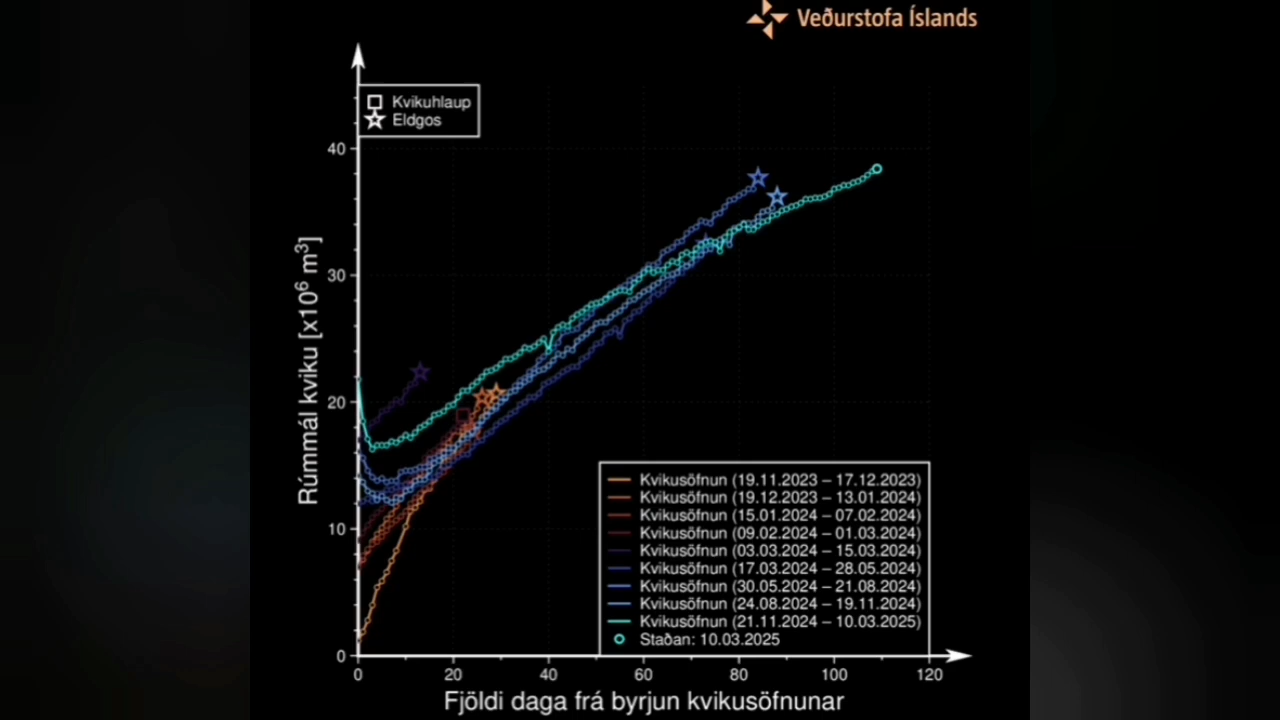 Veðurstofa Íslands
Kvikuhlaup
Eldgos
40
30
20
10
0
Rúmmál kviku [x10⁶ m³]
Kvikusöfnun (19.11.2023 – 17.12.2023)
Kvikusöfnun (19.12.2023 – 13.01.2024)
Kvikusöfnun (15.01.2024 – 07.02.2024)
Kvikusöfnun (09.02.2024 – 01.03.2024)
Kvikusöfnun (03.03.2024 – 15.03.2024)
Kvikusöfnun (17.03.2024 – 28.05.2024)
Kvikusöfnun (30.05.2024 – 21.08.2024)
Kvikusöfnun (24.08.2024 – 19.11.2024)
Kvikusöfnun (21.11.2024 – 10.03.2025)
Staðan: 10.03.2025
0 20 40 60 80 100 120
Fjöldi daga frá byrjun kvikusöfnunar